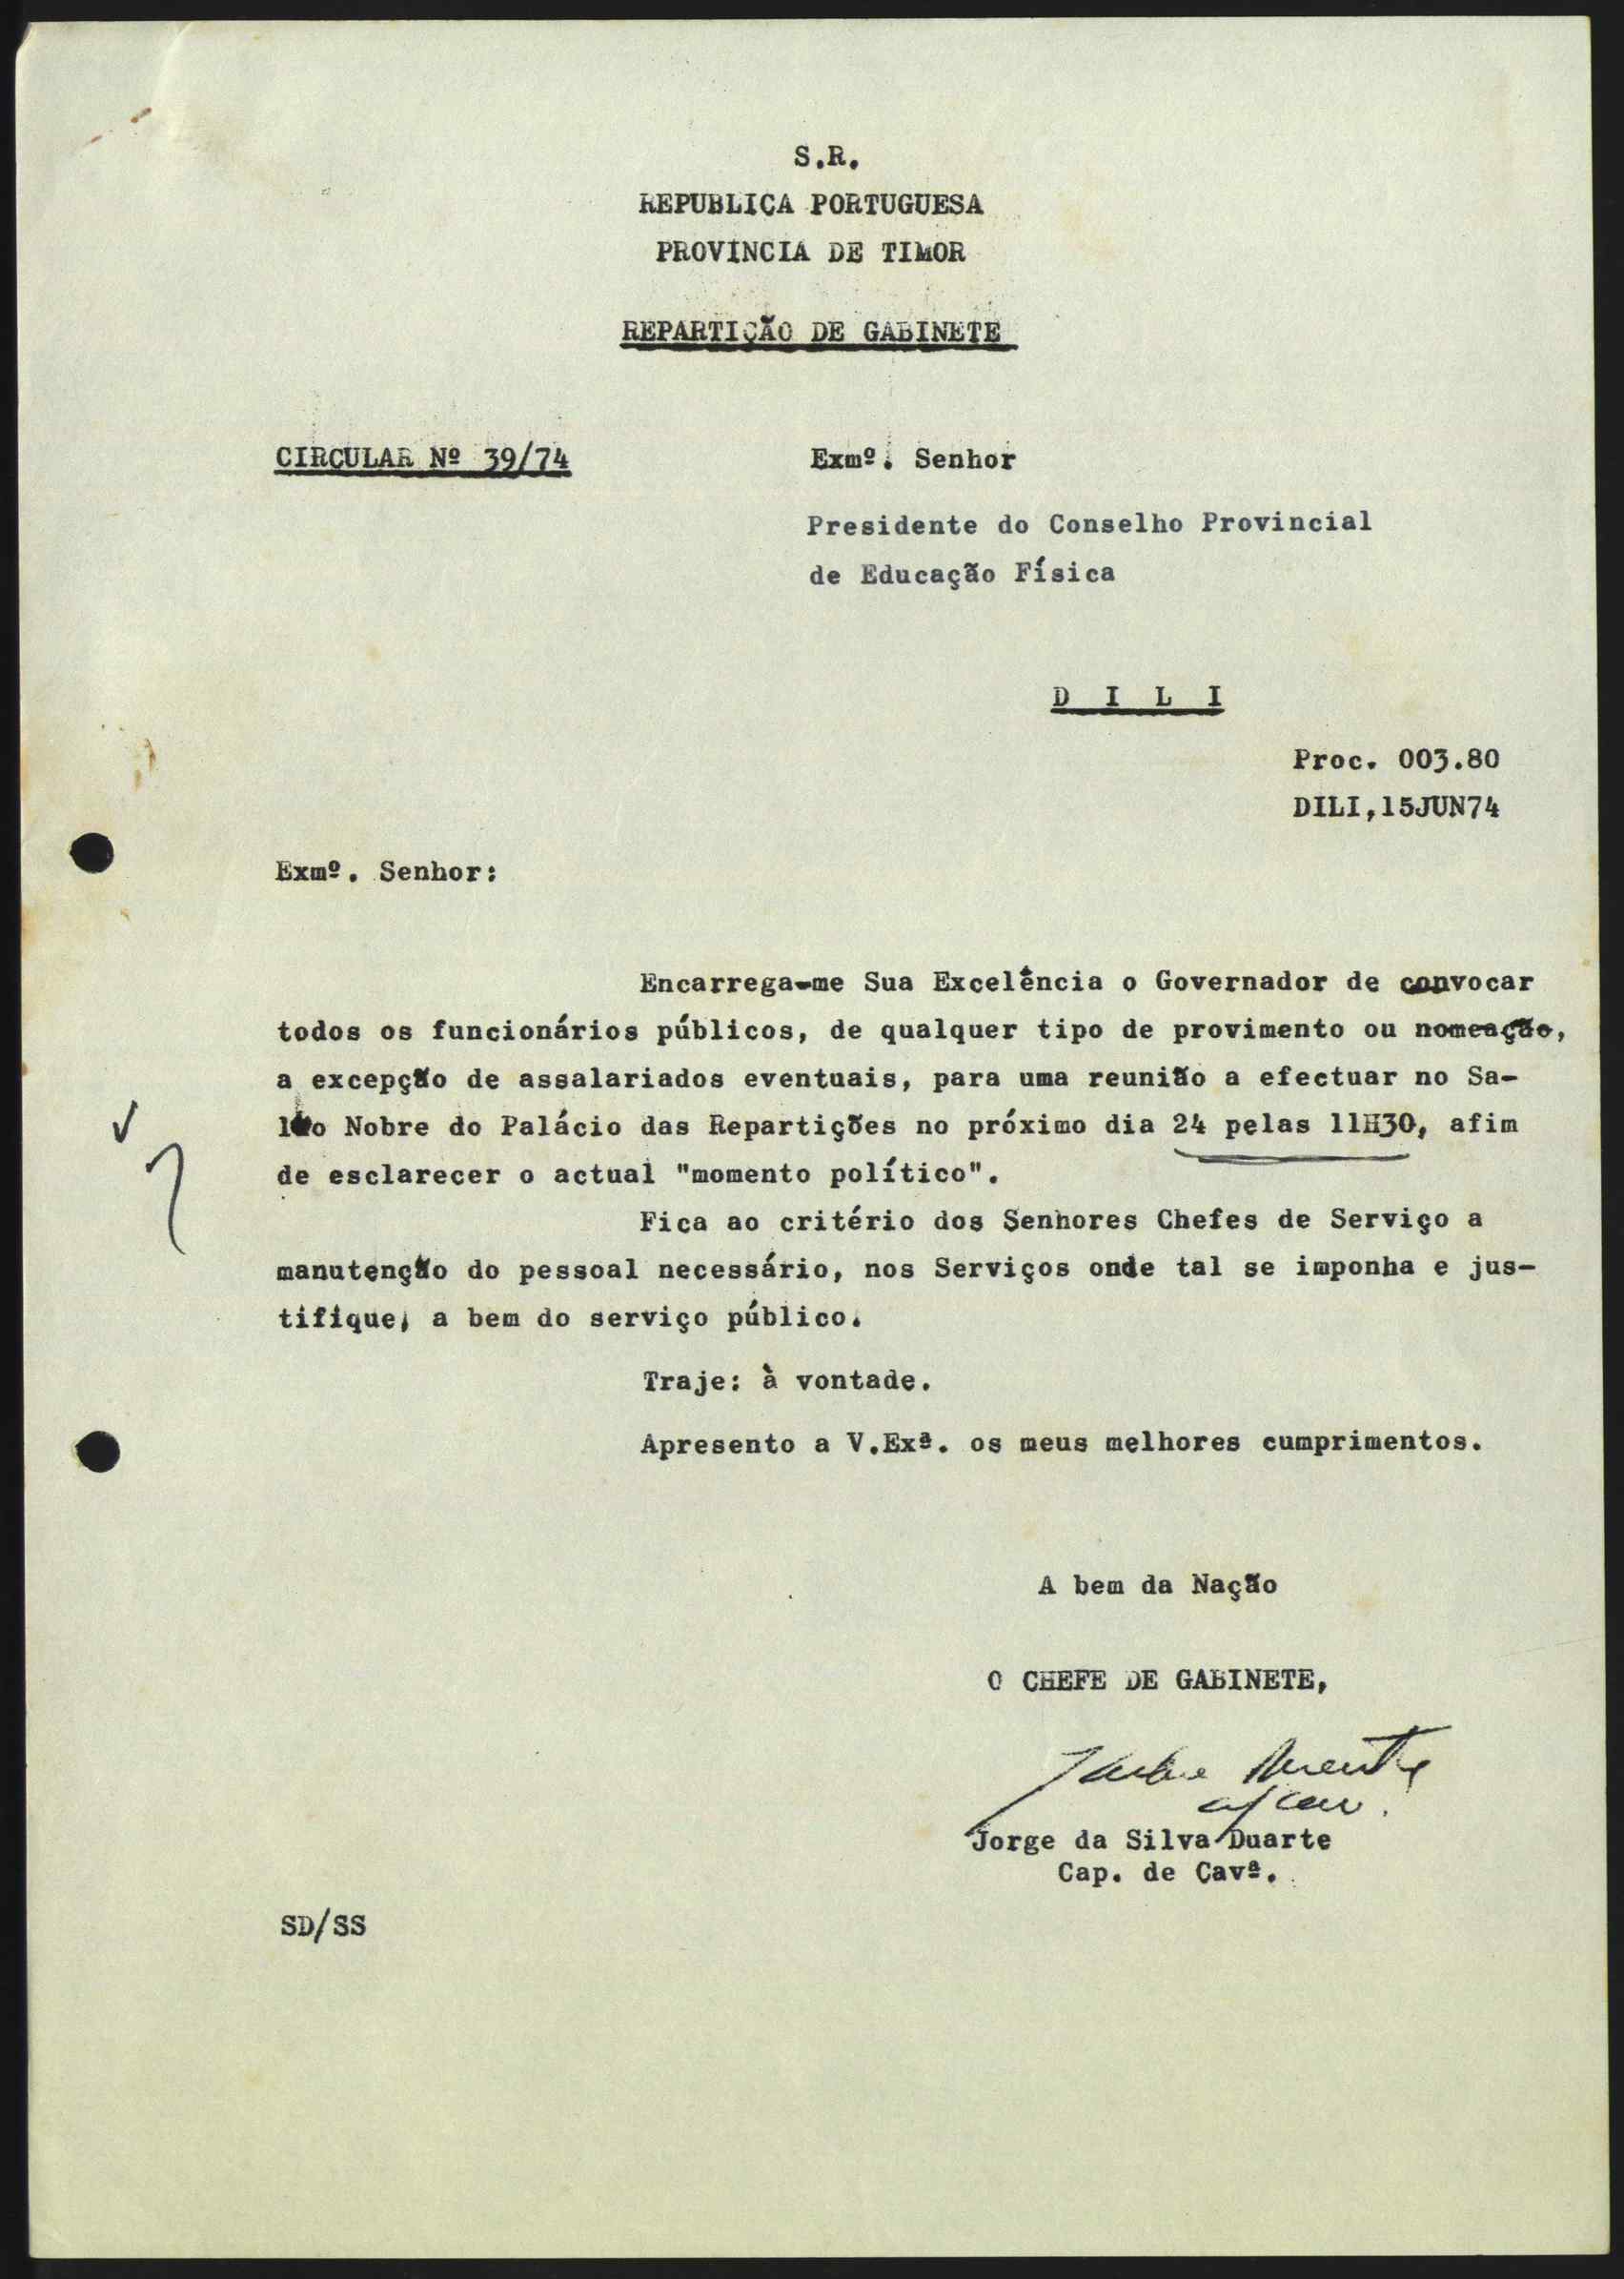 S.R.
REPUBLICA PORTUGUESA
PROVINCIA DE TIMOR
REPARTIÇÃO DE GABINETE
CIRCULAR Nº 39/74
Exmº. Senhor
Presidente do Conselho Provincial
de Educação Física
D I L I
Proc. 003.80
DILI,15JUN74
Exmº. Senhor:
Encarrega-me Sua Excelência o Governador de convocar
todos os funcionários públicos, de qualquer tipo de provimento ou nomeação,
a excepção de assalariados eventuais, para uma reunião a efectuar no Sa-
lão Nobre do Palácio das Repartições no próximo dia 24 pelas 11H30, afim
de esclarecer o actual "momento político".
Fica ao critério dos Senhores Chefes de Serviço a
manutenção do pessoal necessário, nos Serviços onde tal se imponha e jus-
tifique, a bem do serviço público.
Traje: à vontade.
Apresento a V.Exª. os meus melhores cumprimentos.
A bem da Nação
O CHEFE DE GABINETE,
Jorge da Silva Duarte
Cap. de Cavª.
SD/SS